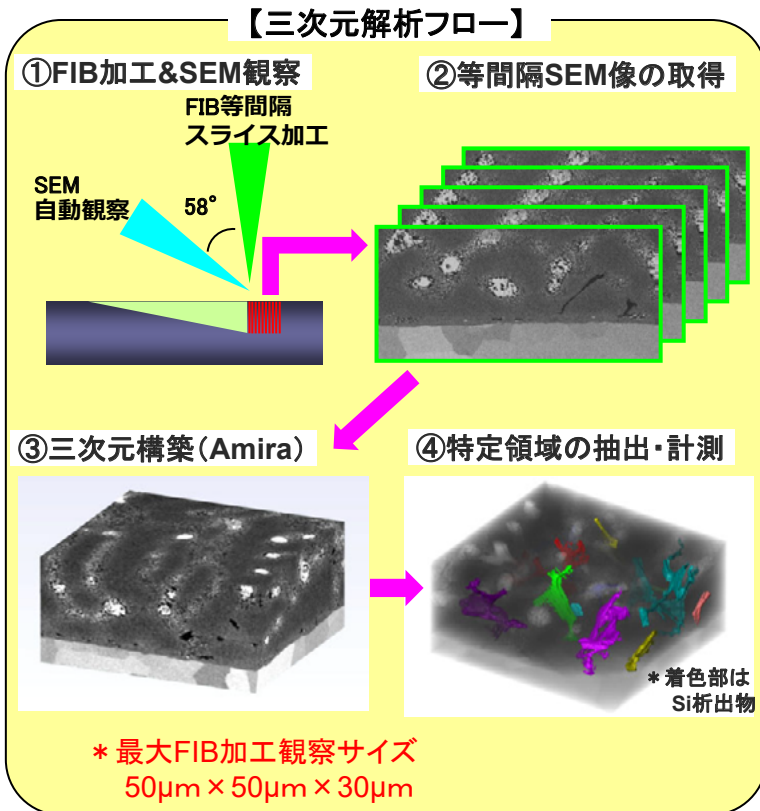 【三次元解析フロー】
①FIB加工&SEM観察
FIB等間隔
スライス加工
SEM
自動観察
58°
②等間隔SEM像の取得
③三次元構築(Amira)
④特定領域の抽出・計測
*着色部は
Si析出物
*最大FIB加工観察サイズ
50μm×50μm×30μm